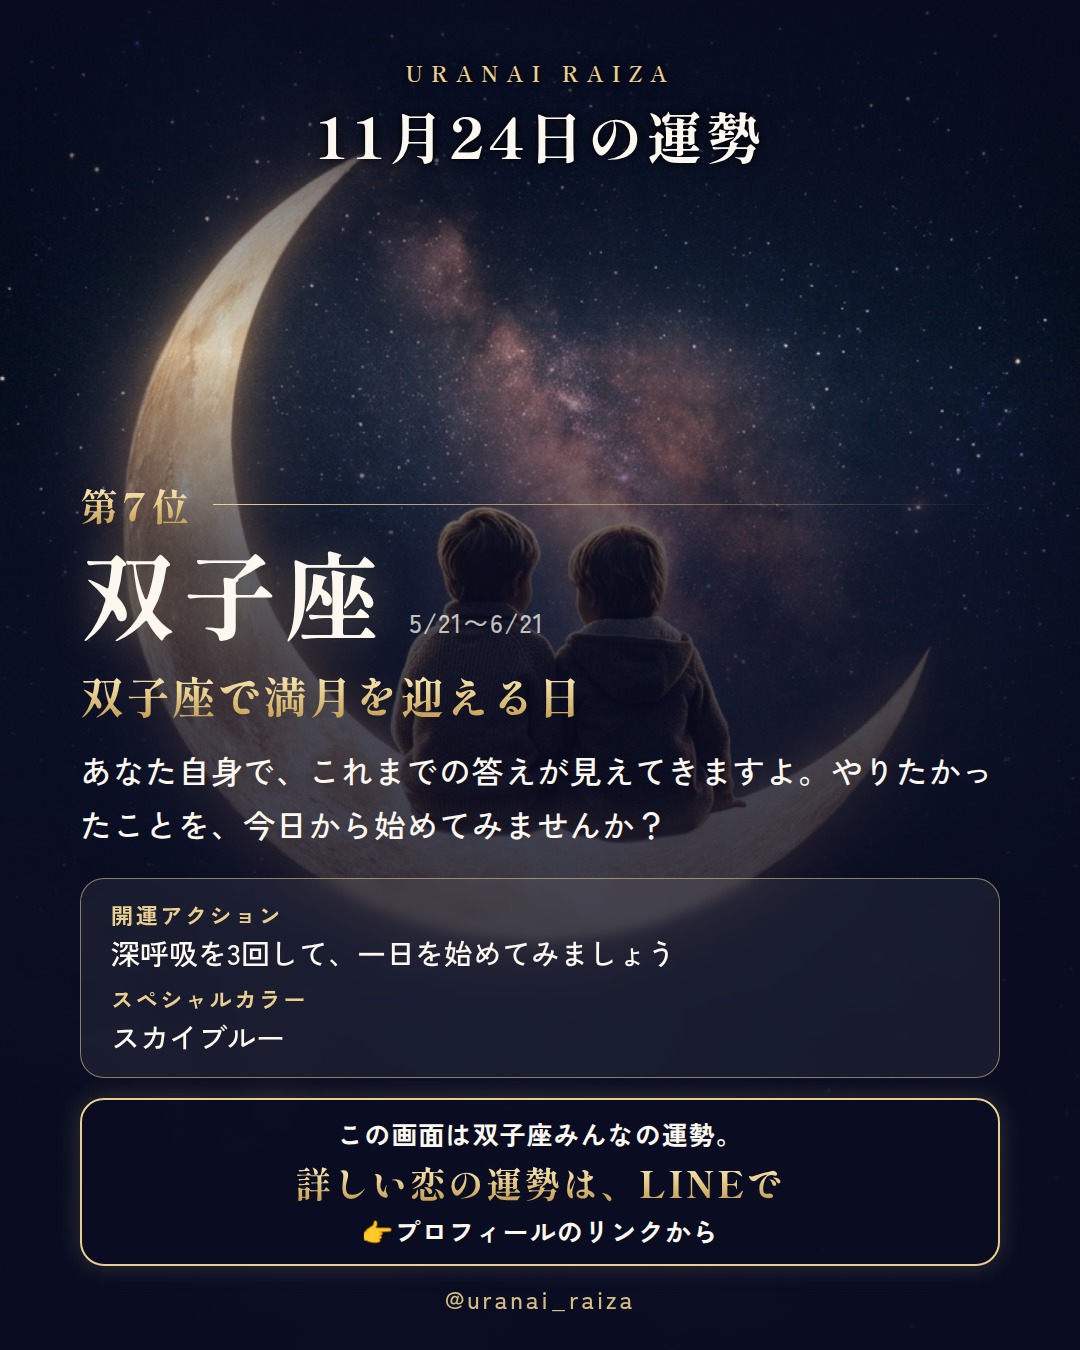 URANAI RAIZA
11月24日の運勢
第7位
双子座 5/21〜6/21
双子座で満月を迎える日
あなた自身で、これまでの答えが見えてきますよ。やりたかっ
たことを、今日から始めてみませんか？
開運アクション
深呼吸を3回して、一日を始めてみましょう
スペシャルカラー
スカイブルー
この画面は双子座みんなの運勢。
詳しい恋の運勢は、LINEで
👉プロフィールのリンクから
@uranai_raiza